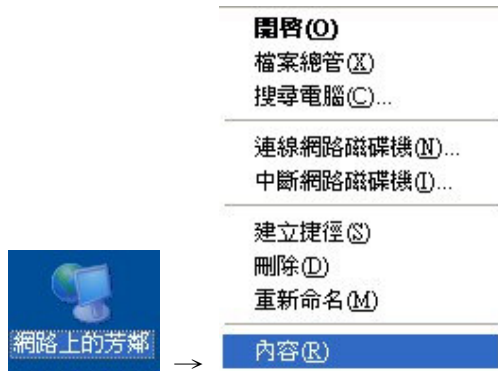 開啓(O)
檔案總管(X)
搜尋電腦(C)...
連線網路磁碟機(N)...
中斷網路磁碟機(I)...
建立捷徑(S)
刪除(D)
重新命名(M)
網路上的芳鄰 → 內容(R)